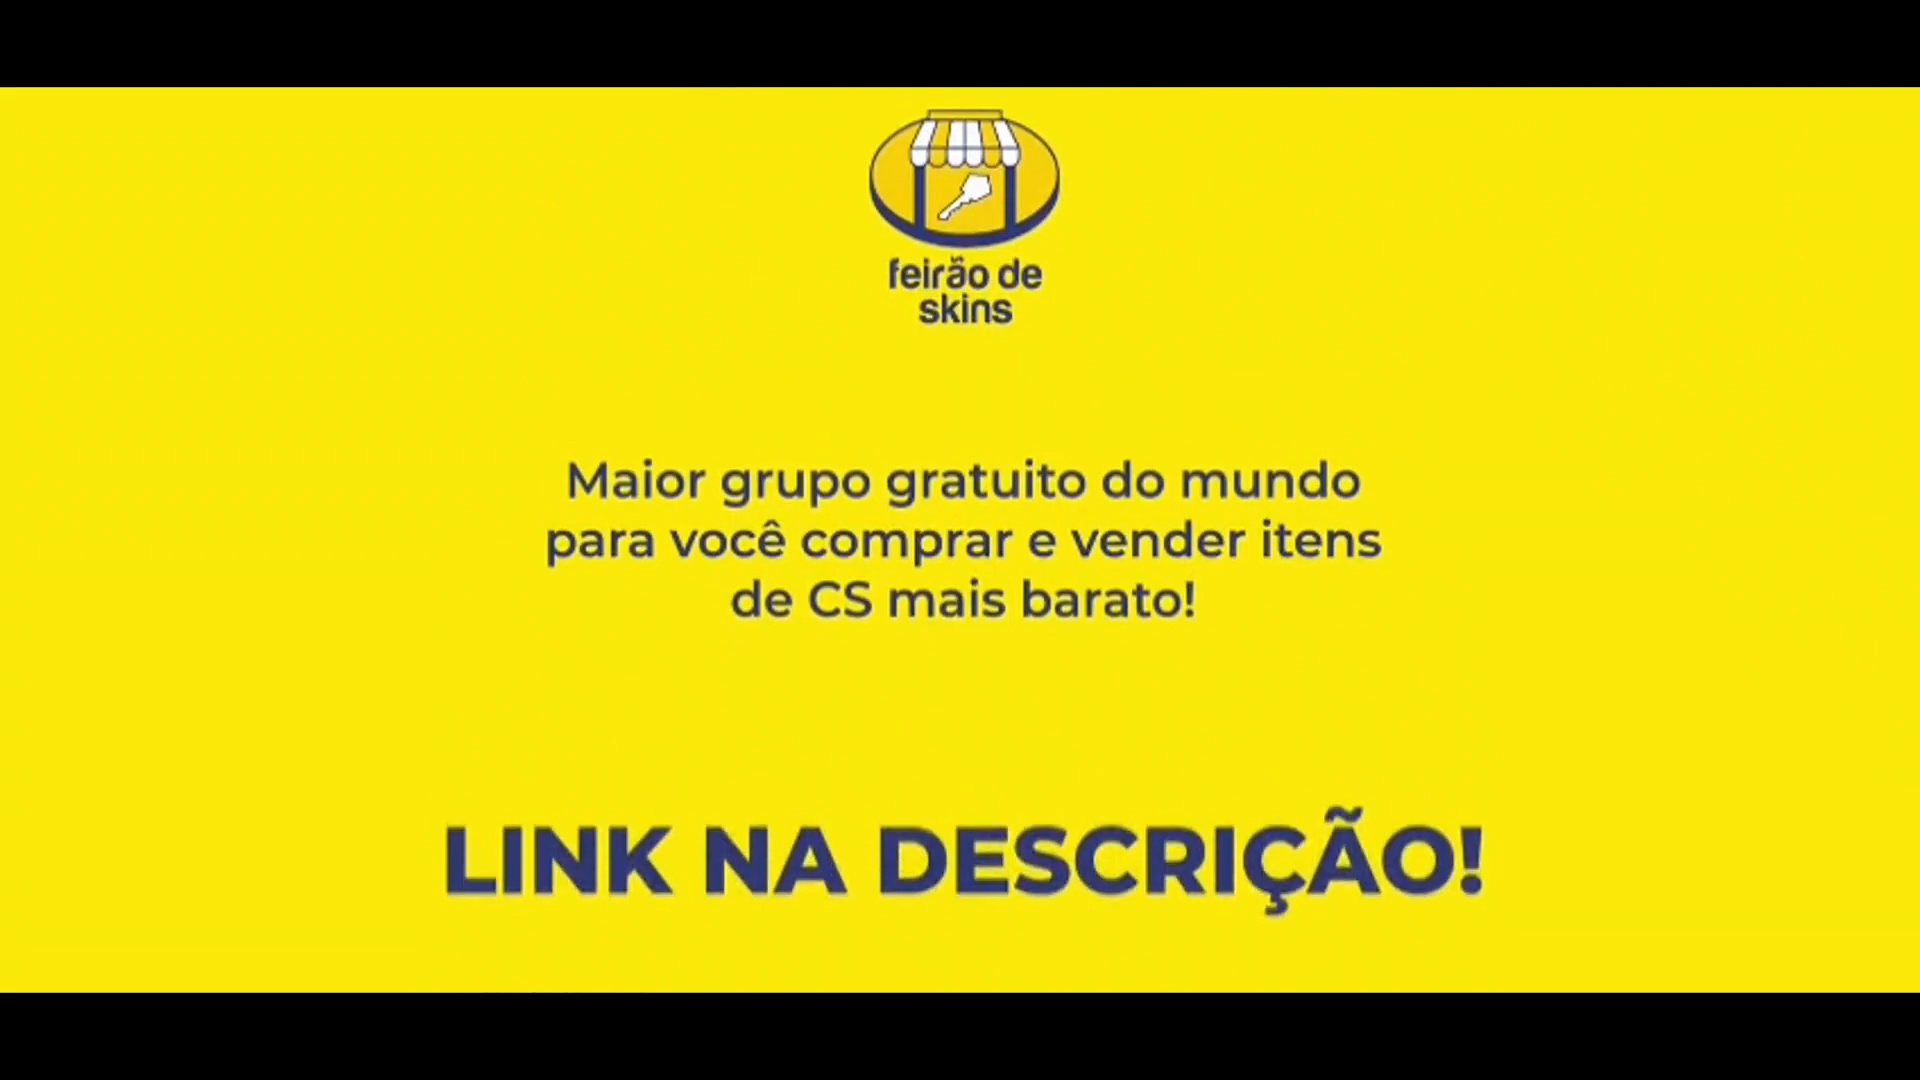 feirão de
skins
Maior grupo gratuito do mundo
para você comprar e vender itens
de CS mais barato!
LINK NA DESCRIÇÃO!